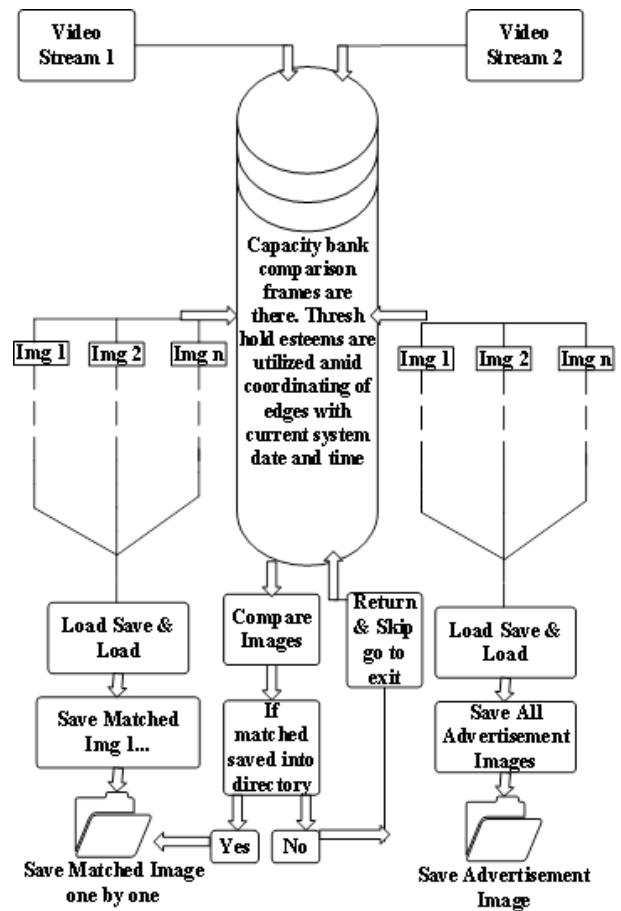 Video
Stream 1
Video
Stream 2
Capacity bank
comparison
frames are
there. Thresh
hold esteems are
utilized amid
coordinating of
edges with
current system
date and time
Img 1
Img 2
Img n
Img 1
Img 2
Img n
Load Save &
Load
Save Matched
Img 1...
Save Matched Image
one by one
Compare
Images
If
matched
saved into
directory
Yes
No
Return
& Skip
go to
exit
Load Save &
Load
Save All
Advertisement
Images
Save Advertisement
Image